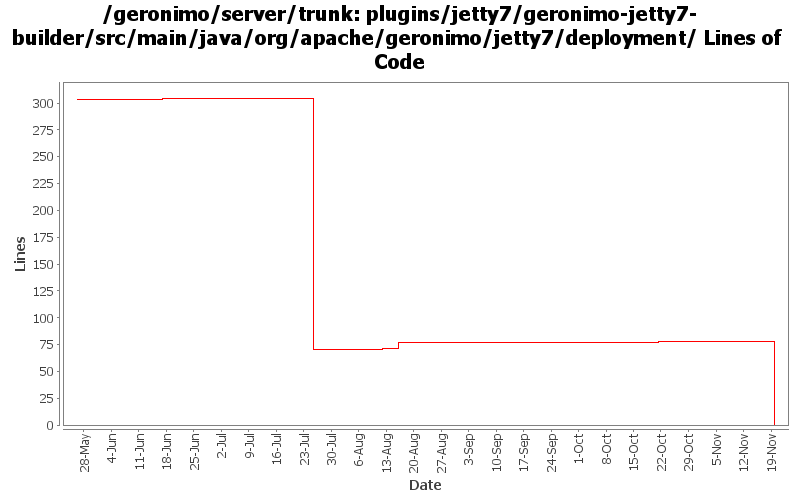 /geronimo/server/trunk: plugins/jetty7/geronimo-jetty7-
builder/src/main/java/org/apache/geronimo/jetty7/deployment/ Lines of
Code
300
275
250
225
200
175
150
125
100
75
50
25
0
Lines
28-May
4-Jun
11-Jun
18-Jun
25-Jun
2-Jul
9-Jul
16-Jul
23-Jul
30-Jul
6-Aug
13-Aug
20-Aug
27-Aug
3-Sep
10-Sep
17-Sep
24-Sep
1-Oct
8-Oct
15-Oct
22-Oct
29-Oct
5-Nov
12-Nov
19-Nov
Date